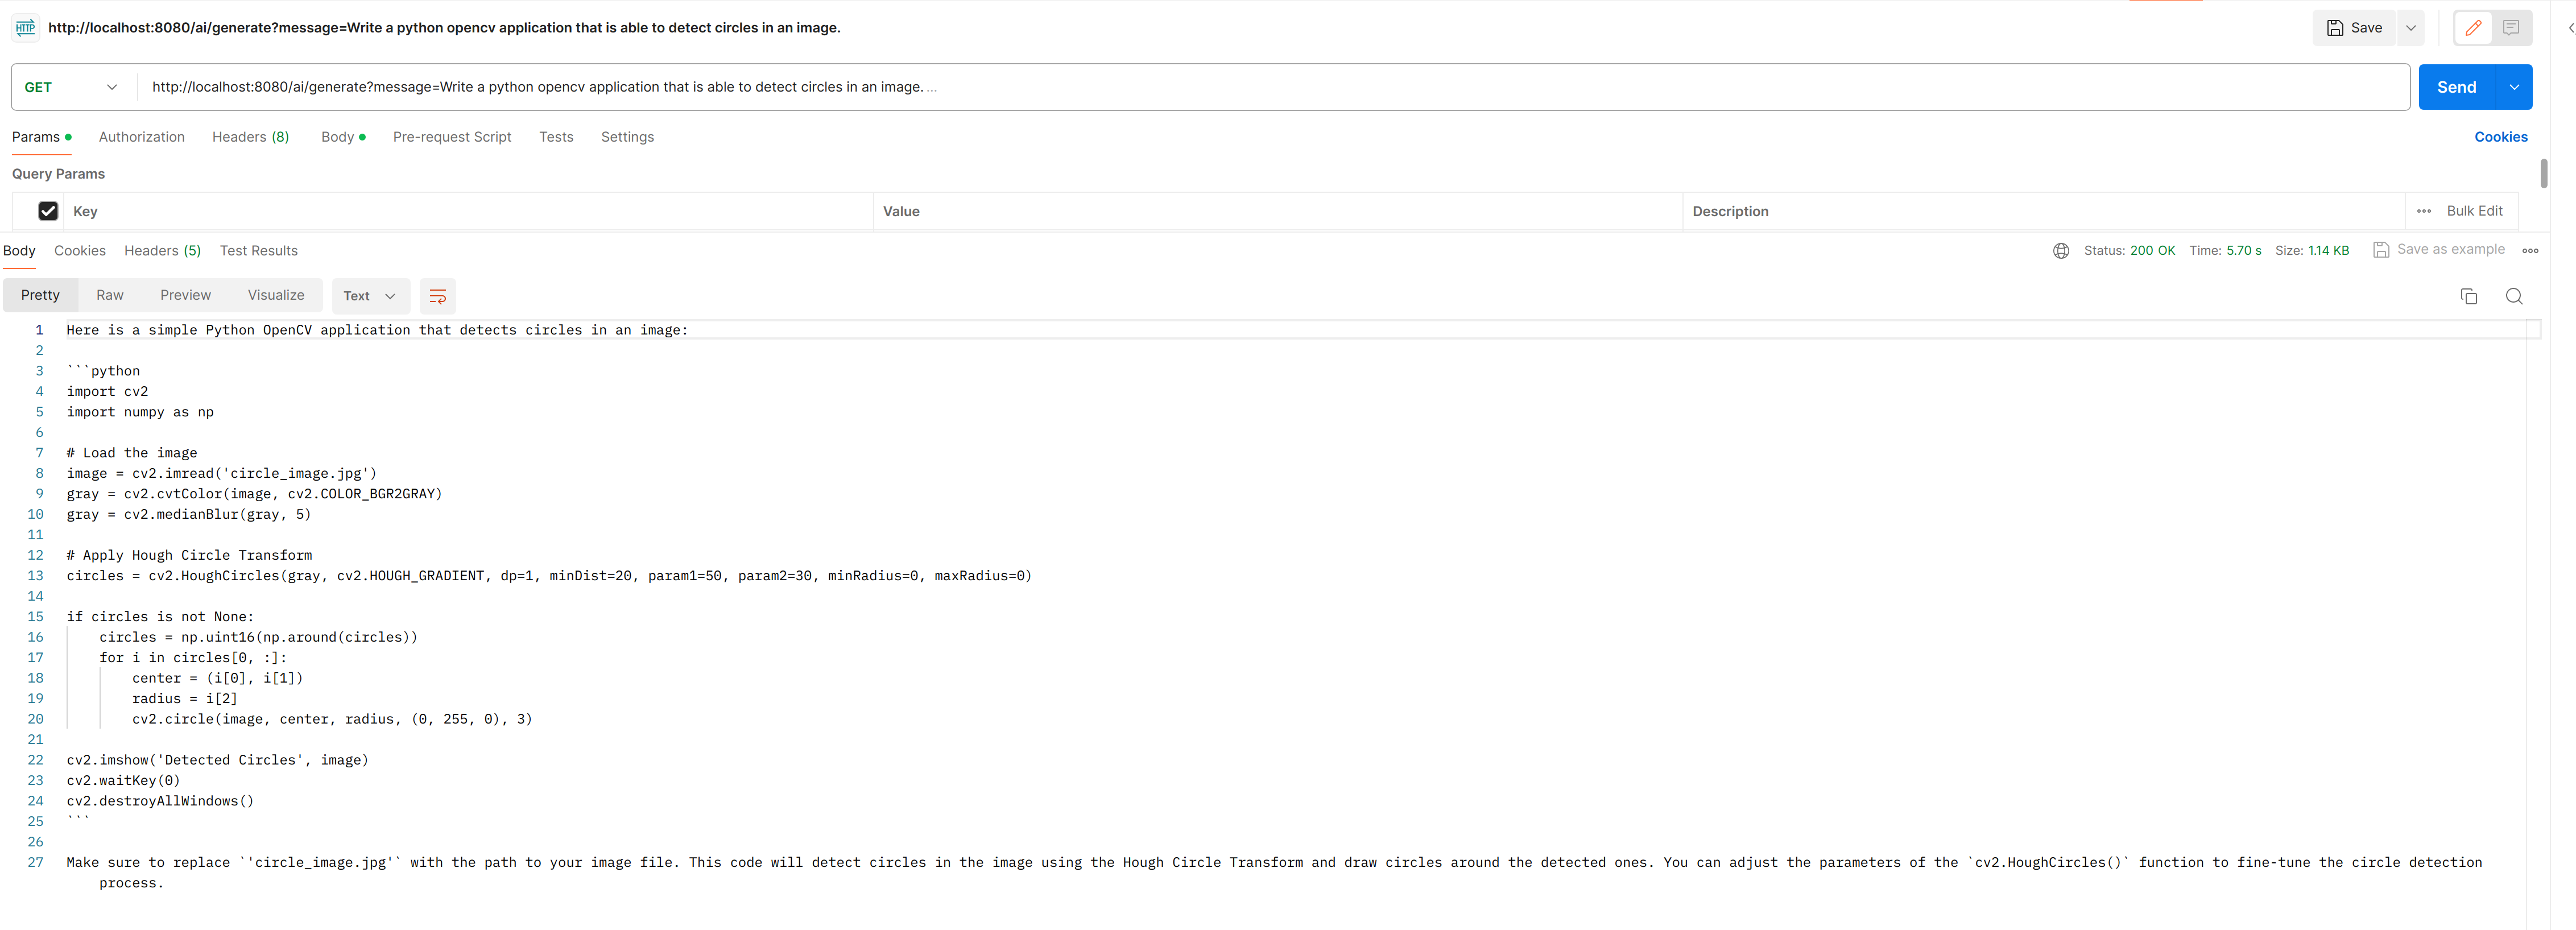 HTTP http://localhost:8080/ai/generate?message=Write a python opencv application that is able to detect circles in an image. Save
GET http://localhost:8080/ai/generate?message=Write a python opencv application that is able to detect circles in an image. ... Send
Params Authorization Headers (8) Body Pre-request Script Tests Settings Cookies
Query Params
Key Value Description Bulk Edit
Body Cookies Headers (5) Test Results Status: 200 OK Time: 5.70 s Size: 1.14 KB Save as example
Pretty Raw Preview Visualize Text
1 Here is a simple Python OpenCV application that detects circles in an image:
2
3 ```python
4 import cv2
5 import numpy as np
6
7 # Load the image
8 image = cv2.imread('circle_image.jpg')
9 gray = cv2.cvtColor(image, cv2.COLOR_BGR2GRAY)
10 gray = cv2.medianBlur(gray, 5)
11
12 # Apply Hough Circle Transform
13 circles = cv2.HoughCircles(gray, cv2.HOUGH_GRADIENT, dp=1, minDist=20, param1=50, param2=30, minRadius=0, maxRadius=0)
14
15 if circles is not None:
16     circles = np.uint16(np.around(circles))
17     for i in circles[0, :]:
18         center = (i[0], i[1])
19         radius = i[2]
20         cv2.circle(image, center, radius, (0, 255, 0), 3)
21
22 cv2.imshow('Detected Circles', image)
23 cv2.waitKey(0)
24 cv2.destroyAllWindows()
25 ```
26
27 Make sure to replace `'circle_image.jpg'` with the path to your image file. This code will detect circles in the image using the Hough Circle Transform and draw circles around the detected ones. You can adjust the parameters of the `cv2.HoughCircles()` function to fine-tune the circle detection
process.